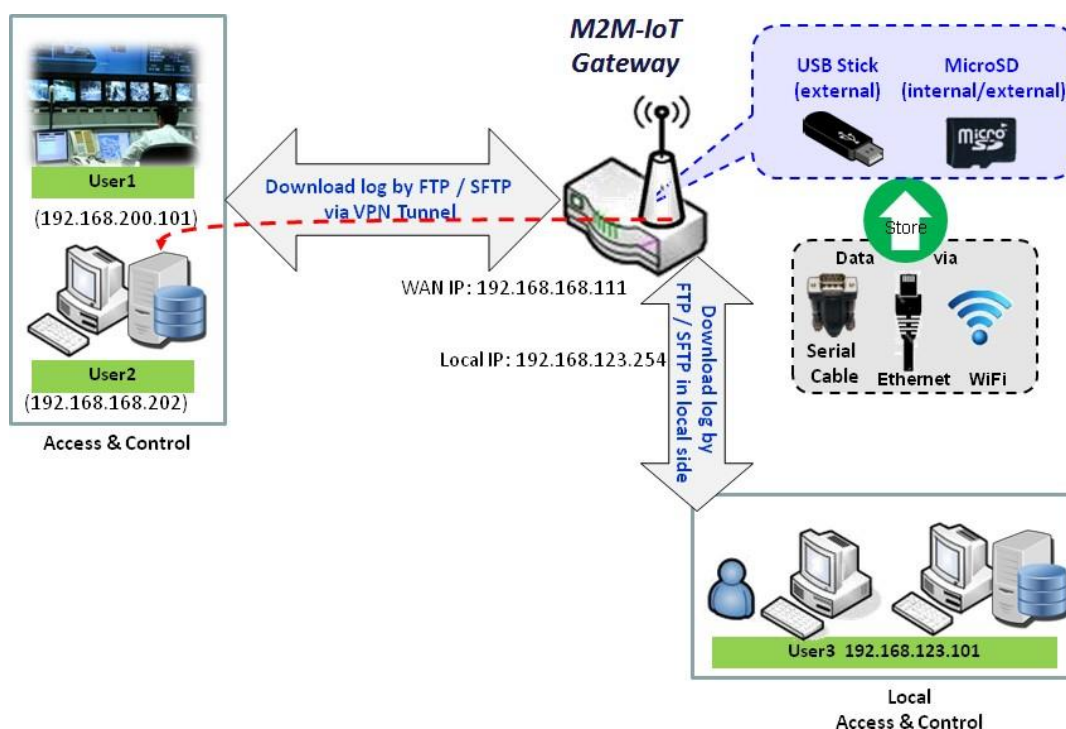 M2M-IoT
Gateway
USB Stick
(external)
MicroSD
(internal/external)
micro
SD
User1
(192.168.200.101)
Download log by FTP / SFTP
via VPN Tunnel
Store
Data via
Serial
Cable
Ethernet
WiFi
WAN IP: 192.168.168.111
Local IP: 192.168.123.254
Download log by
FTP / SFTP in local side
User2
(192.168.168.202)
Access & Control
User3 192.168.123.101
Local
Access & Control